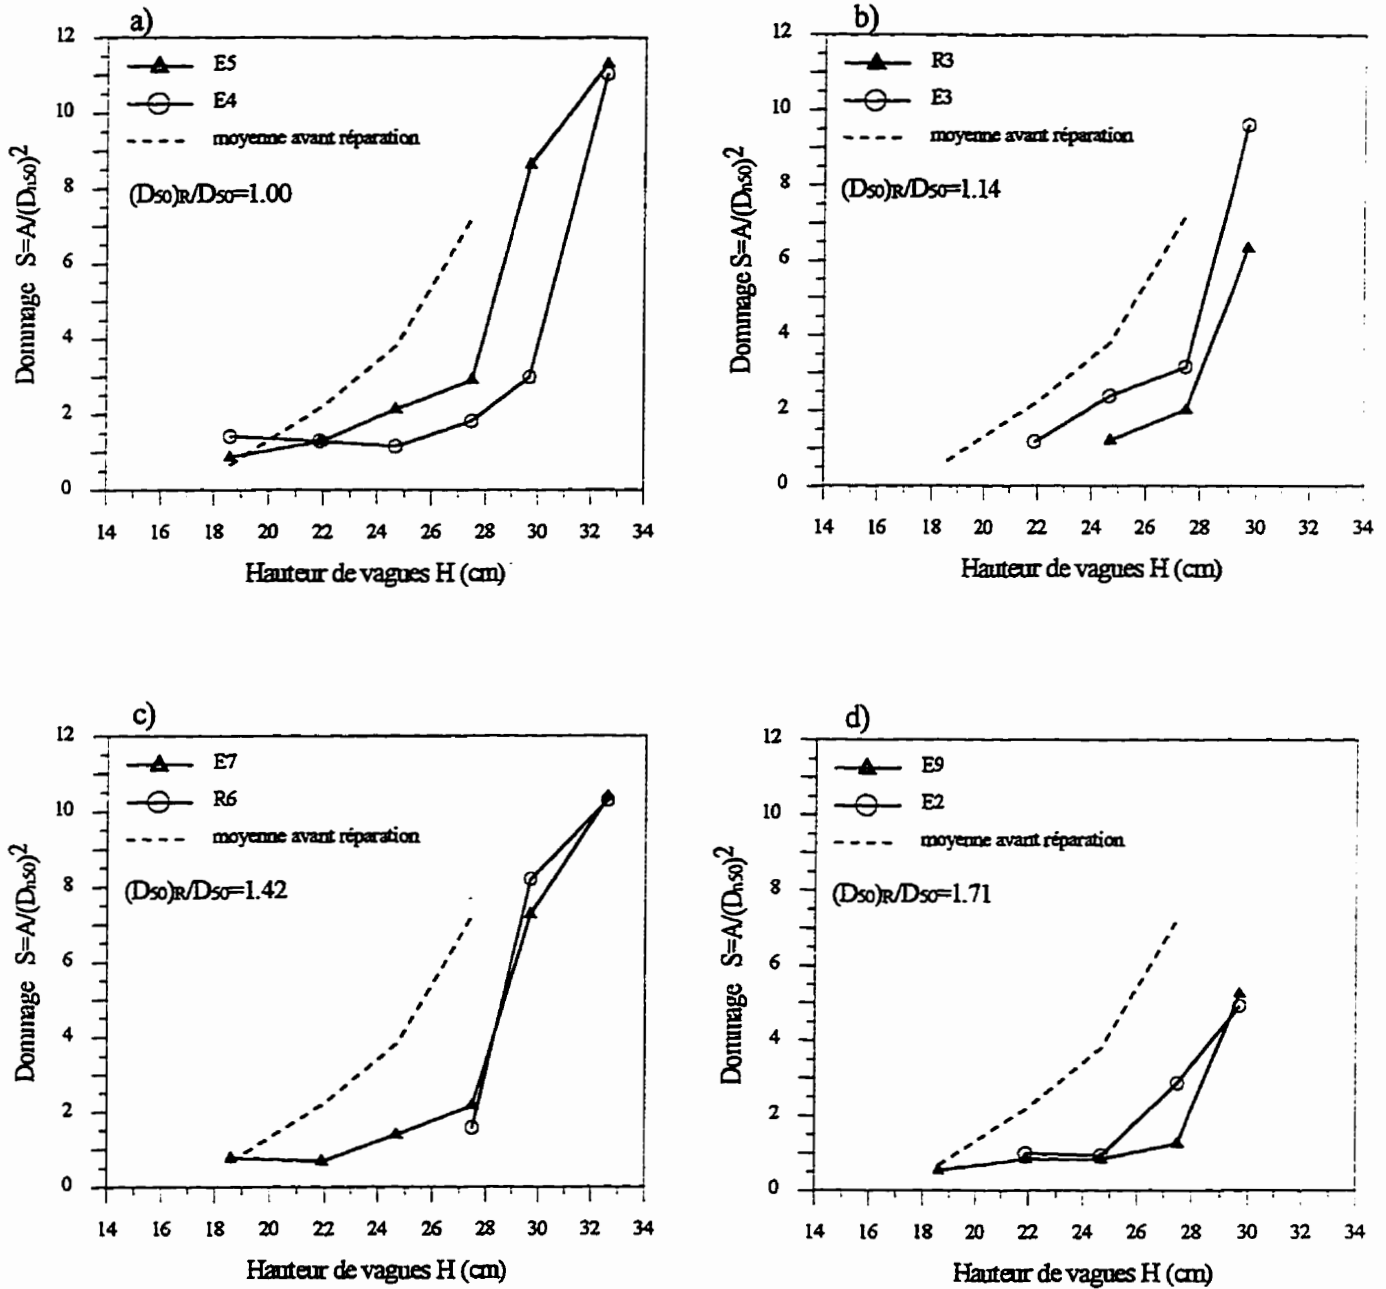 a)
12
10
8
6
4
2
0
E5
E4
moyenne avant réparation
(D50)R/D50=1.00
Dommage S=A/(Dn50)2
14 16 18 20 22 24 26 28 30 32 34
Hauteur de vagues H (cm)
b)
12
10
8
6
4
2
0
R3
E3
moyenne avant réparation
(D50)R/D50=1.14
Dommage S=A/(Dn50)2
14 16 18 20 22 24 26 28 30 32 34
Hauteur de vagues H (cm)
c)
12
10
8
6
4
2
0
E7
R6
moyenne avant réparation
(D50)R/D50=1.42
Dommage S=A/(Dn50)2
14 16 18 20 22 24 26 28 30 32 34
Hauteur de vagues H (cm)
d)
12
10
8
6
4
2
0
E9
E2
moyenne avant réparation
(D50)R/D50=1.71
Dommage S=A/(Dn50)2
14 16 18 20 22 24 26 28 30 32 34
Hauteur de vagues H (cm)